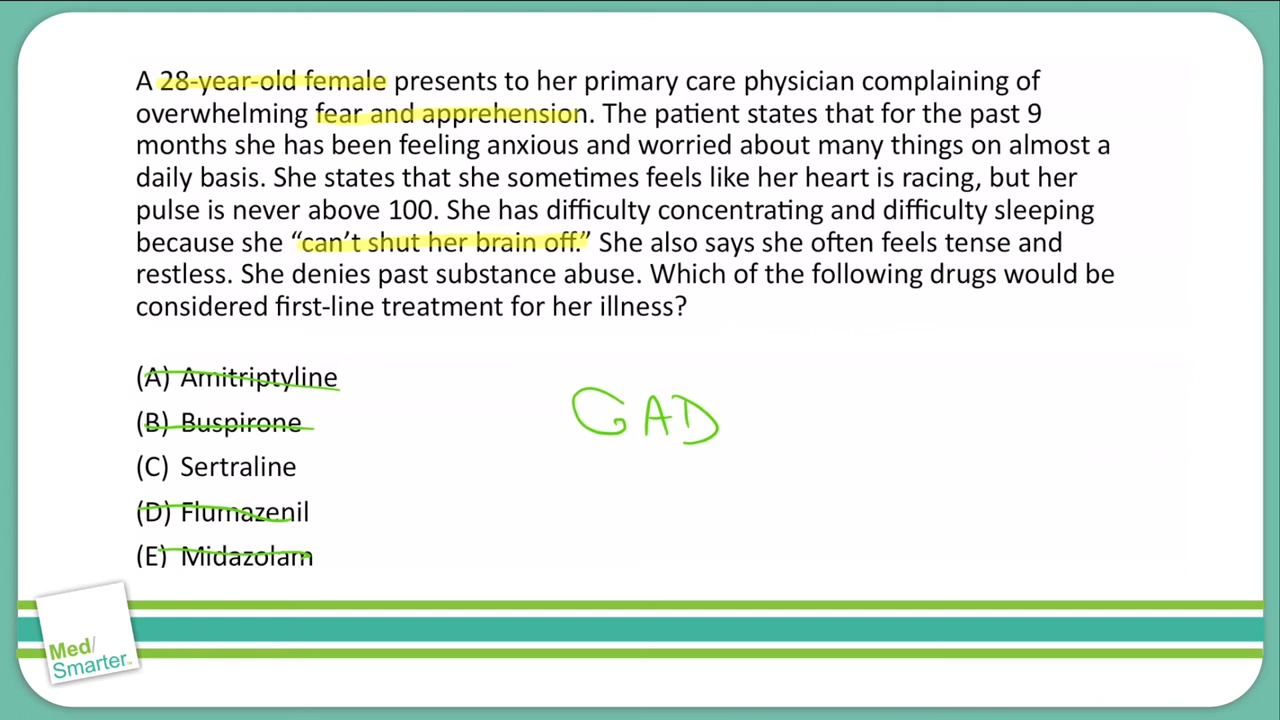 A 28-year-old female presents to her primary care physician complaining of
overwhelming fear and apprehension. The patient states that for the past 9
months she has been feeling anxious and worried about many things on almost a
daily basis. She states that she sometimes feels like her heart is racing, but her
pulse is never above 100. She has difficulty concentrating and difficulty sleeping
because she “can’t shut her brain off.” She also says she often feels tense and
restless. She denies past substance abuse. Which of the following drugs would be
considered first-line treatment for her illness?
(A) Amitriptyline
(B) Buspirone
GAD
(C) Sertraline
(D) Flumazenil
(E) Midazolam
Med/
Smarter™